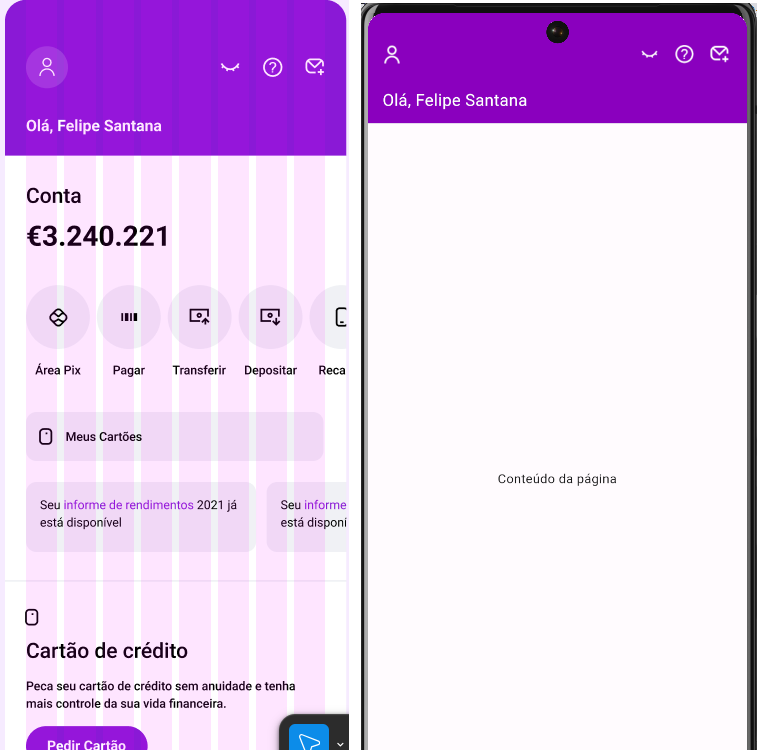 Olá, Felipe Santana
Conta
€3.240.221
Área Pix
Pagar
Transferir
Depositar
Reca
Meus Cartões
Seu informe de rendimentos 2021 já
está disponível
Seu informe
está disponí
Cartão de crédito
Peca seu cartão de crédito sem anuidade e tenha
mais controle da sua vida financeira.
Pedir Cartão
Olá, Felipe Santana
Conteúdo da página